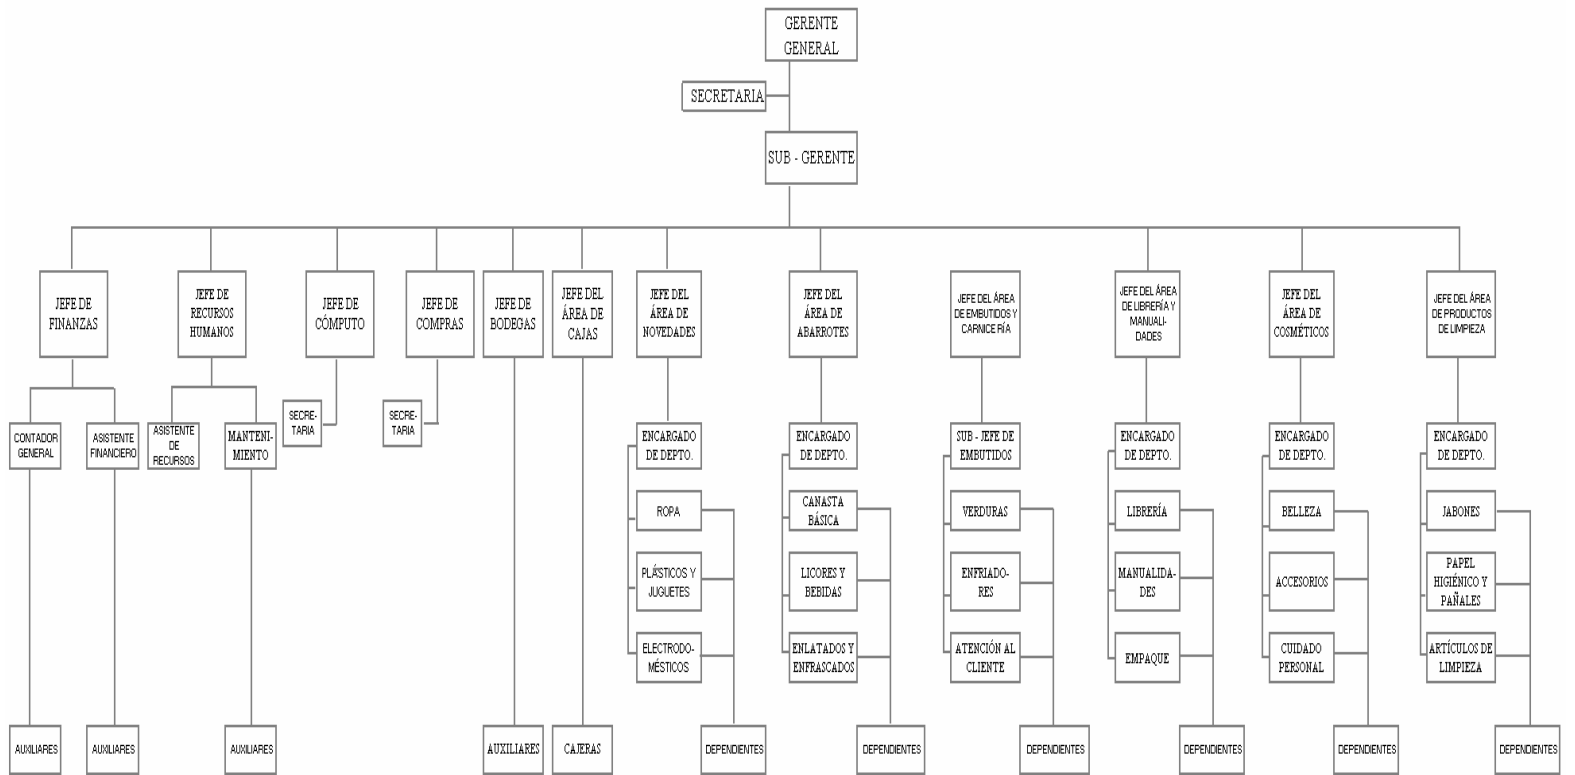 GERENTE
GENERAL
SECRETARIA
SUB - GERENTE
JEFE DE
FINANZAS
JEFE DE
RECURSOS
HUMANOS
JEFE DE
CÓMPUTO
JEFE DE
COMPRAS
JEFE DE
BODEGAS
JEFE DEL
ÁREA DE
CAJAS
JEFE DEL
ÁREA DE
NOVEDADES
JEFE DEL
ÁREA DE
ABARROTES
JEFE DEL ÁREA
DE EMBUTIDOS Y
CARNICE RÍA
JEFE DEL ÁREA
DE LIBRERÍA Y
MANUALI-
DADES
JEFE DEL
ÁREA DE
COSMÉTICOS
JEFE DEL ÁREA
DE PRODUCTOS
DE LIMPIEZA
CONTADOR
GENERAL
ASISTENTE
FINANCIERO
ASISTENTE
DE
RECURSOS
MANTENI-
MIENTO
SECRE-
TARIA
SECRE-
TARIA
ENCARGADO
DE DEPTO.
ENCARGADO
DE DEPTO.
SUB - JEFE DE
EMBUTIDOS
ENCARGADO
DE DEPTO.
ENCARGADO
DE DEPTO.
ENCARGADO
DE DEPTO.
ROPA
CANASTA
BÁSICA
VERDURAS
LIBRERÍA
BELLEZA
JABONES
PLÁSTICOS Y
JUGUETES
LICORES Y
BEBIDAS
ENFRIADO-
RES
MANUALIDA-
DES
ACCESORIOS
PAPEL
HIGIÉNICO Y
PAÑALES
ELECTRODO-
MÉSTICOS
ENLATADOS Y
ENFRASCADOS
ATENCIÓN AL
CLIENTE
EMPAQUE
CUIDADO
PERSONAL
ARTÍCULOS DE
LIMPIEZA
AUXILIARES
AUXILIARES
AUXILIARES
AUXILIARES
CAJERAS
DEPENDIENTES
DEPENDIENTES
DEPENDIENTES
DEPENDIENTES
DEPENDIENTES
DEPENDIENTES